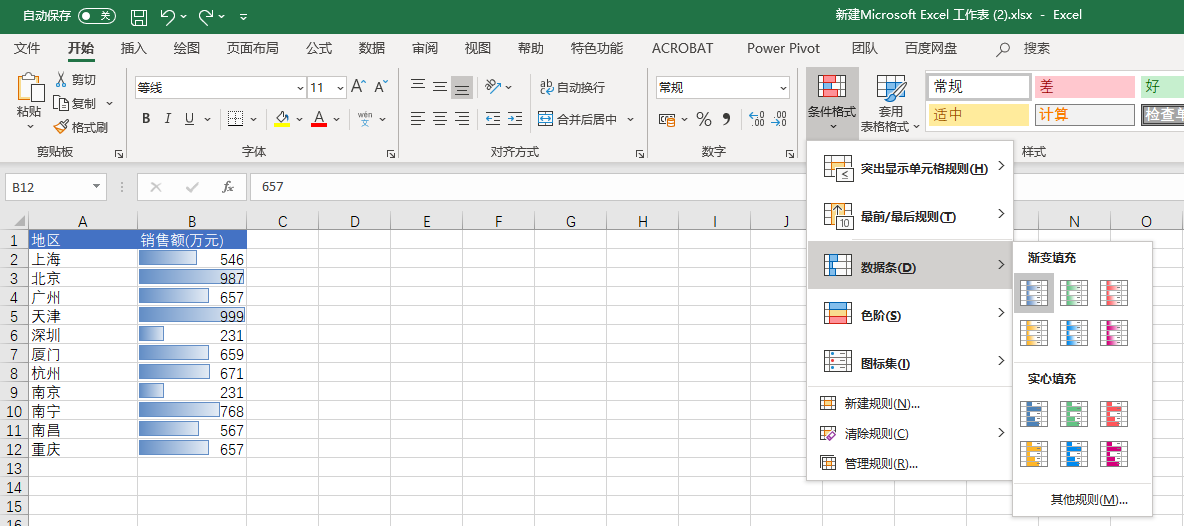 自动保存 关 新建Microsoft Excel 工作表 (2).xlsx - Excel
文件 开始 插入 绘图 页面布局 公式 数据 审阅 视图 帮助 特色功能 ACROBAT Power Pivot 团队 百度网盘 搜索
粘贴 剪切 复制 格式刷
等线 11
B I U A wén 文
ab 自动换行
合并后居中
常规
% 条件格式 套用 表格格式
常规 差 好
适中 计算 检查单
剪贴板 字体 对齐方式 数字 样式
B12 fx 657
A B C D E F G H I J N O
1 地区 销售额(万元)
2 上海 546
3 北京 987
4 广州 657
5 天津 999
6 深圳 231
7 厦门 659
8 杭州 671
9 南京 231
10 南宁 768
11 南昌 567
12 重庆 657
13
14
15
16
突出显示单元格规则(H)
最前/最后规则(T)
数据条(D)
色阶(S)
图标集(I)
新建规则(N)...
清除规则(C)
管理规则(R)...
渐变填充
实心填充
其他规则(M)...